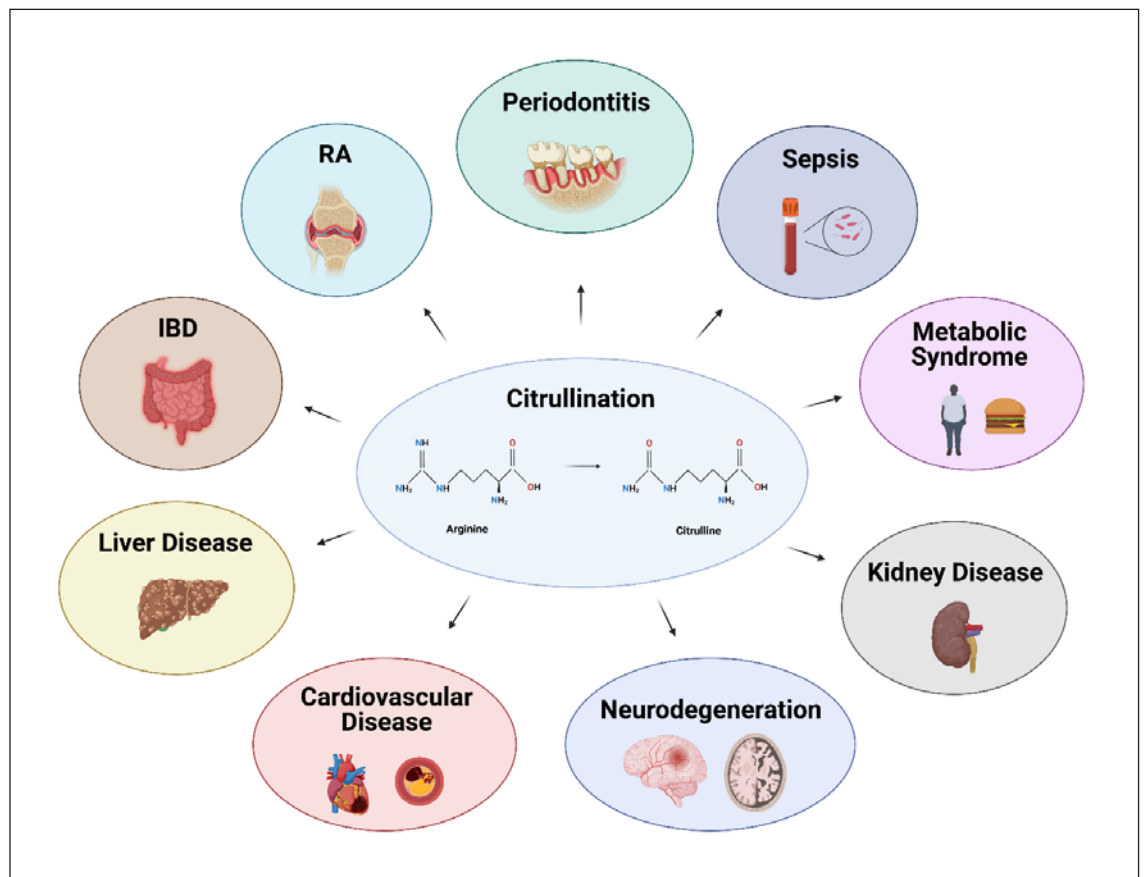 Periodontitis
RA
Sepsis
IBD
Metabolic
Syndrome
Citrullination
NH
O
O
O
NH₂
NH
OH
NH₂
NH
OH
NH₂
NH₂
Arginine
Citrulline
Liver Disease
Kidney Disease
Cardiovascular
Disease
Neurodegeneration